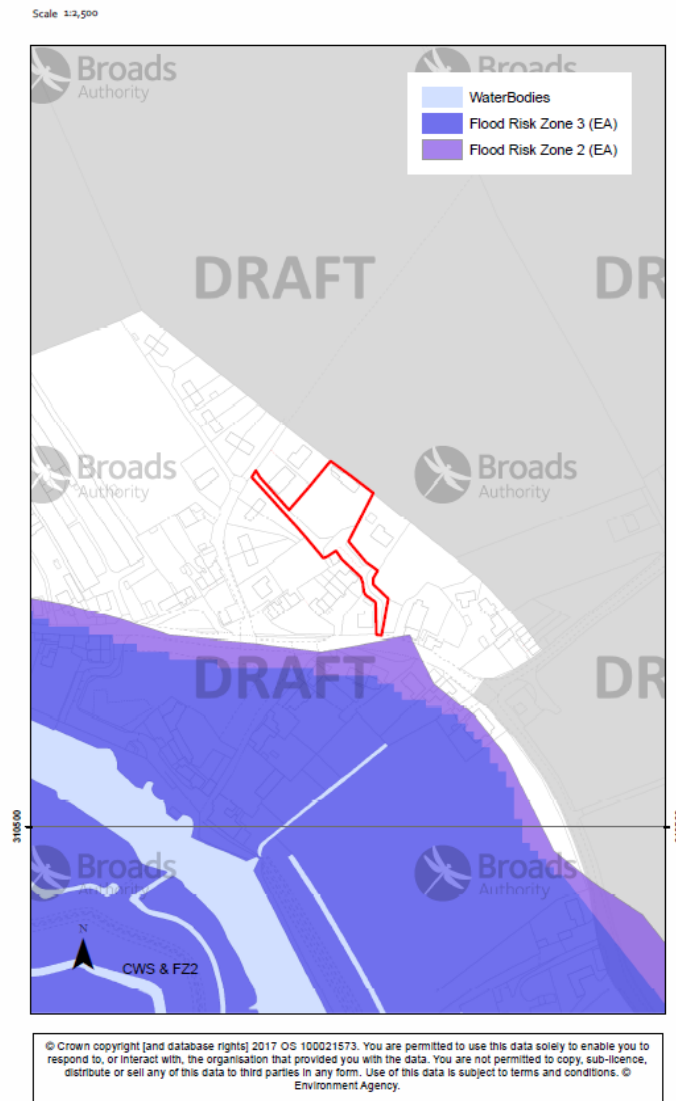 Scale 1:2,500
Broads
Authority
Broads
WaterBodies
Flood Risk Zone 3 (EA)
Flood Risk Zone 2 (EA)
DRAFT
DR
Broads
Authority
Broads
Authority
DRAFT
DR
310500
Broads
Authority
Broads
Authority
N
CWS & FZ2
© Crown copyright [and database rights] 2017 OS 100021573. You are permitted to use this data solely to enable you to
respond to, or interact with, the organisation that provided you with the data. You are not permitted to copy, sub-licence,
distribute or sell any of this data to third parties in any form. Use of this data is subject to terms and conditions. ©
Environment Agency.